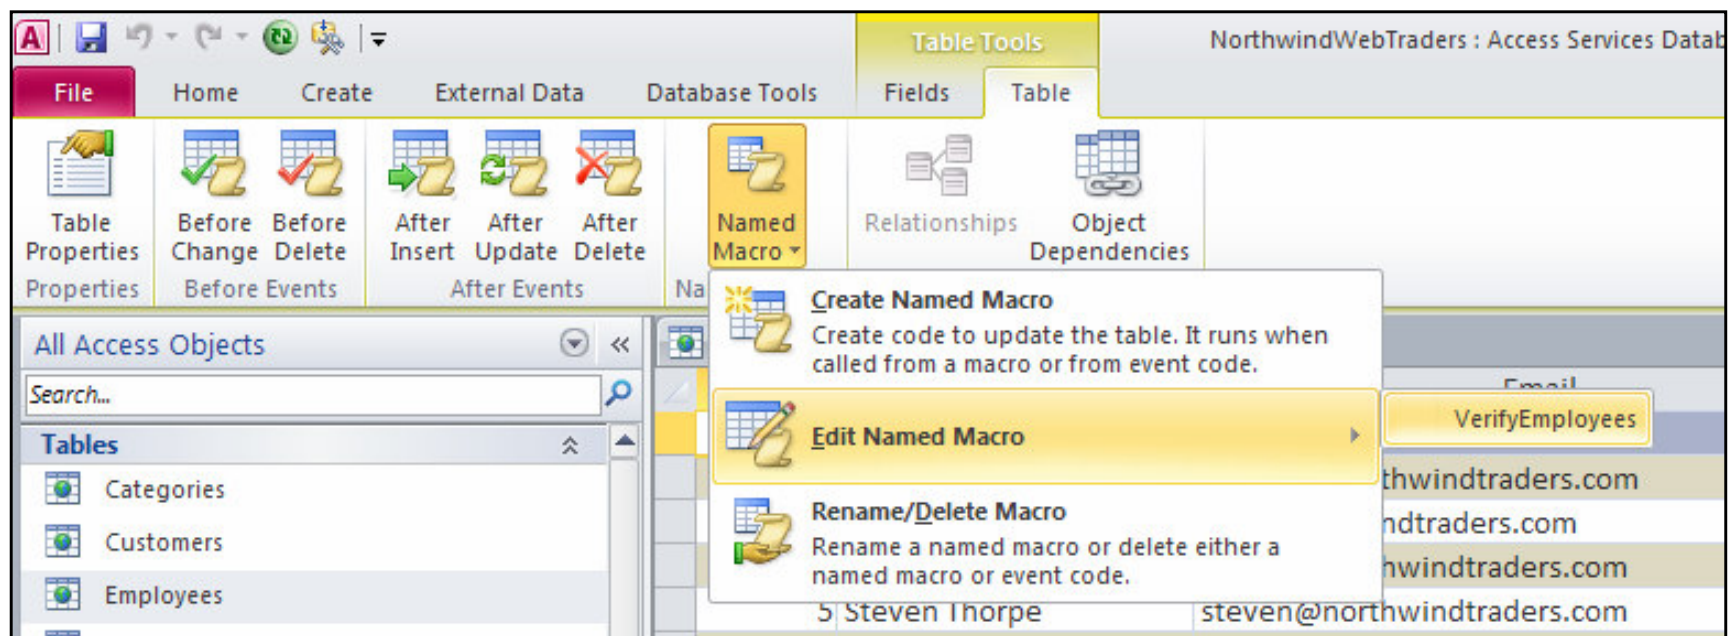 A
Table Tools
NorthwindWebTraders : Access Services Datab
File Home Create External Data Database Tools Fields Table
Table Properties
Before Change
Before Delete
After Insert
After Update
After Delete
Named Macro
Relationships
Object Dependencies
Properties Before Events After Events Na
All Access Objects
Search...
Tables
Categories
Customers
Employees
Create Named Macro
Create code to update the table. It runs when
called from a macro or from event code.
Edit Named Macro
VerifyEmployees
Rename/Delete Macro
Rename a named macro or delete either a
named macro or event code.
Email
thwindtraders.com
ndtraders.com
hwindtraders.com
5 Steven Thorpe steven@northwindtraders.com